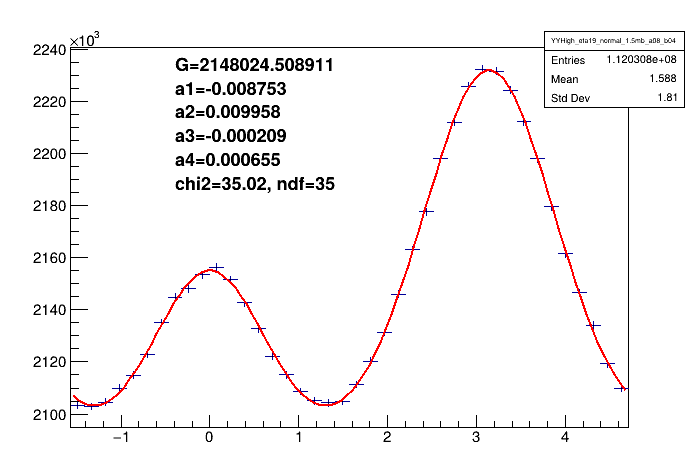 ×10³
YYHigh_eta19_normal_1.5mb_a08_b04
Entries 1.120308e+08
Mean 1.588
Std Dev 1.81
G=2148024.508911
a1=-0.008753
a2=0.009958
a3=-0.000209
a4=0.000655
chi2=35.02, ndf=35
2240
2220
2200
2180
2160
2140
2120
2100
−1 0 1 2 3 4